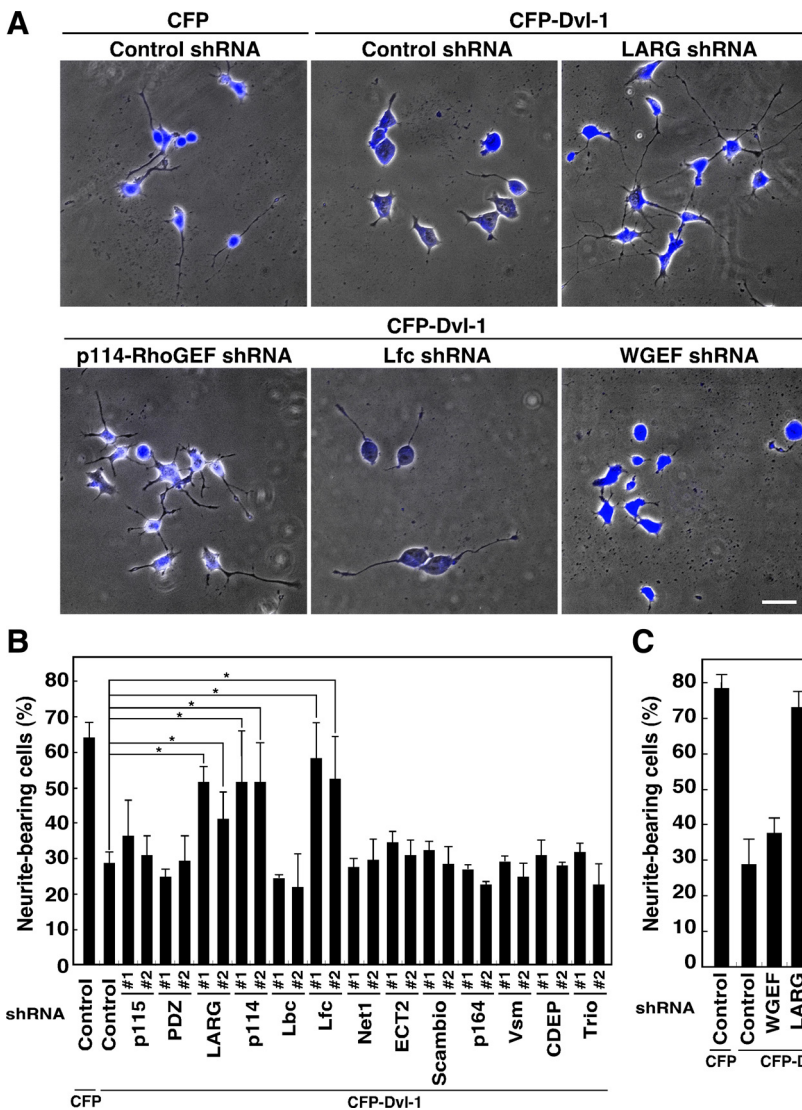 A
CFP
CFP-Dvl-1
Control shRNA
Control shRNA
LARG shRNA
CFP-Dvl-1
p114-RhoGEF shRNA
Lfc shRNA
WGEF shRNA
B
Neurite-bearing cells (%)
80
70
60
50
40
30
20
10
0
* * * * * *
shRNA
Control
Control
#1 #2 #1 #2 #1 #2 #1 #2 #1 #2 #1 #2 #1 #2 #1 #2 #1 #2 #1 #2 #1 #2 #1 #2 #1 #2
p115
PDZ
LARG
p114
Lbc
Lfc
Net1
ECT2
Scambio
p164
Vsm
CDEP
Trio
CFP
CFP-Dvl-1
C
Neurite-bearing cells (%)
80
70
60
50
40
30
20
10
0
shRNA
Control
Control
WGEF
LARG
CFP
CFP-D